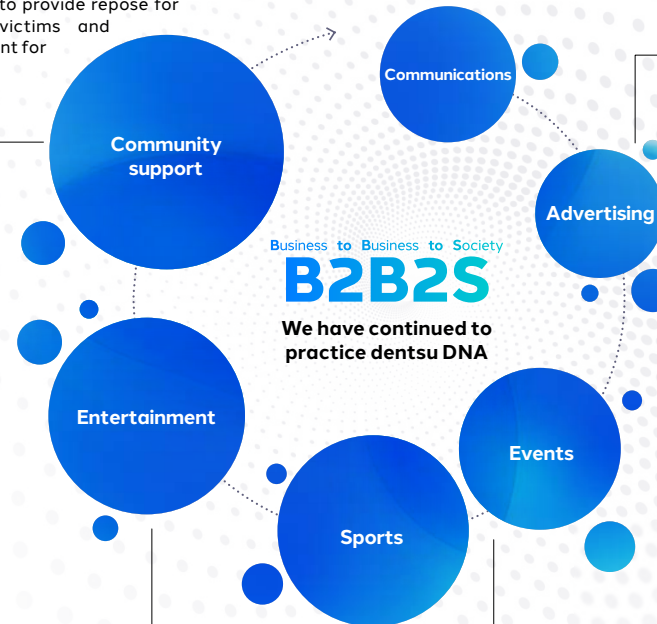 to provide repose for
victims and
nt for
Communications
Community
support
Advertising
Business to Business to Society
B2B2S
We have continued to
practice dentsu DNA
Entertainment
Events
Sports